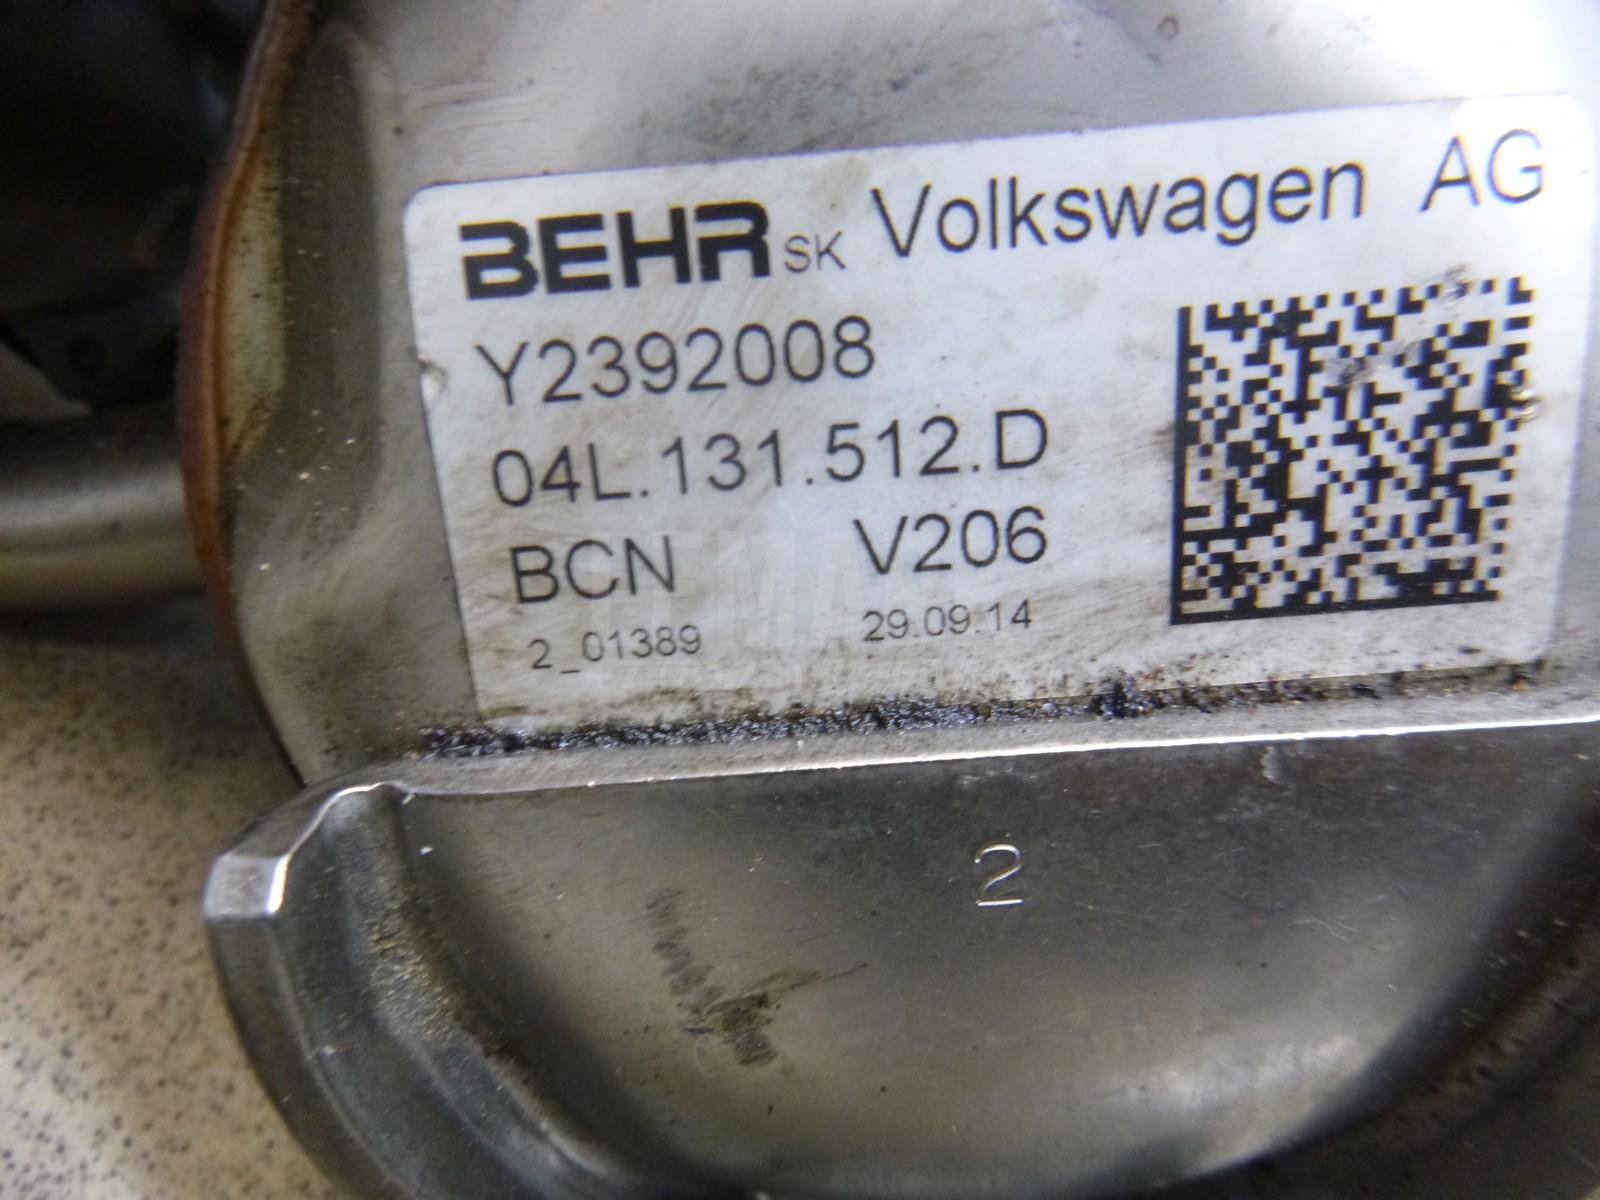 BEHR SK Volkswagen AG
Y2392008
04L.131.512.D
BCN V206
2_01389 29.09.14
2